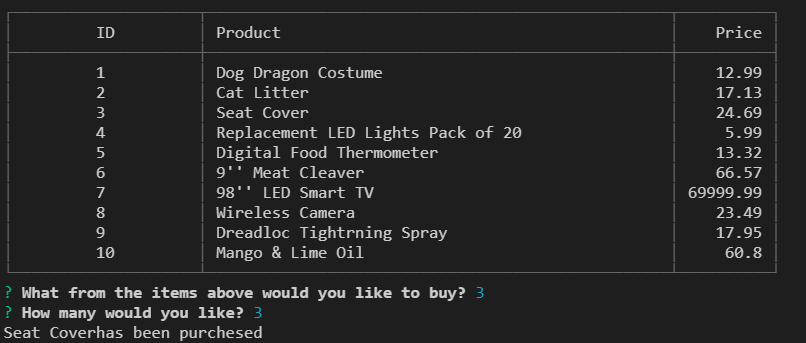 ID Product Price
1 Dog Dragon Costume 12.99
2 Cat Litter 17.13
3 Seat Cover 24.69
4 Replacement LED Lights Pack of 20 5.99
5 Digital Food Thermometer 13.32
6 9'' Meat Cleaver 66.57
7 98'' LED Smart TV 69999.99
8 Wireless Camera 23.49
9 Dreadloc Tightrning Spray 17.95
10 Mango & Lime Oil 60.8
? What from the items above would you like to buy? 3
? How many would you like? 3
Seat Coverhas been purchesed